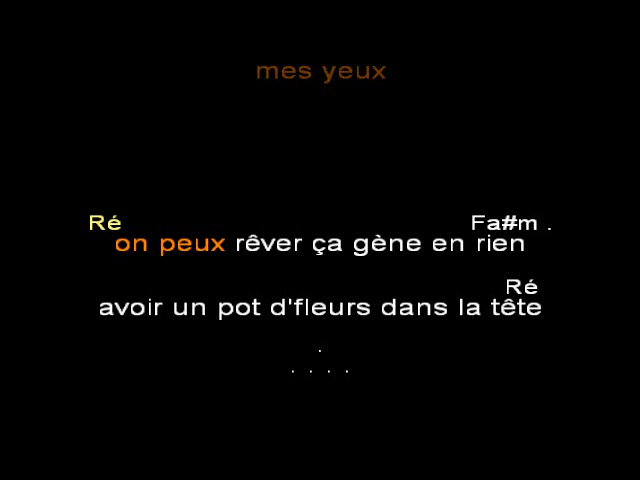 mes yeux
Ré Fa#m .
on peux rêver ça gène en rien
Ré
avoir un pot d'fleurs dans la tête
.
. . . .